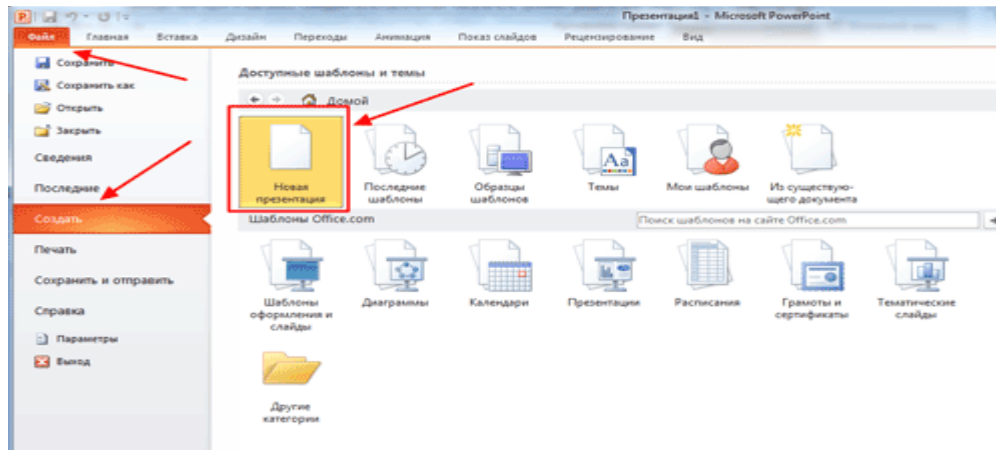 Презентация1 - Microsoft PowerPoint
Файл Главная Вставка Дизайн Переходы Анимация Показ слайдов Рецензирование Вид
Сохранить
Сохранить как
Открыть
Закрыть
Сведения
Последние
Создать
Печать
Сохранить и отправить
Справка
Параметры
Выход
Доступные шаблоны и темы
Домой
Новая презентация
Последние шаблоны
Образцы шаблонов
Темы
Мои шаблоны
Из существую-
щего документа
Шаблоны Office.com
Поиск шаблонов на сайте Office.com
Шаблоны оформления и слайды
Диаграммы
Календари
Презентации
Расписания
Грамоты и сертификаты
Тематические слайды
Другие категории